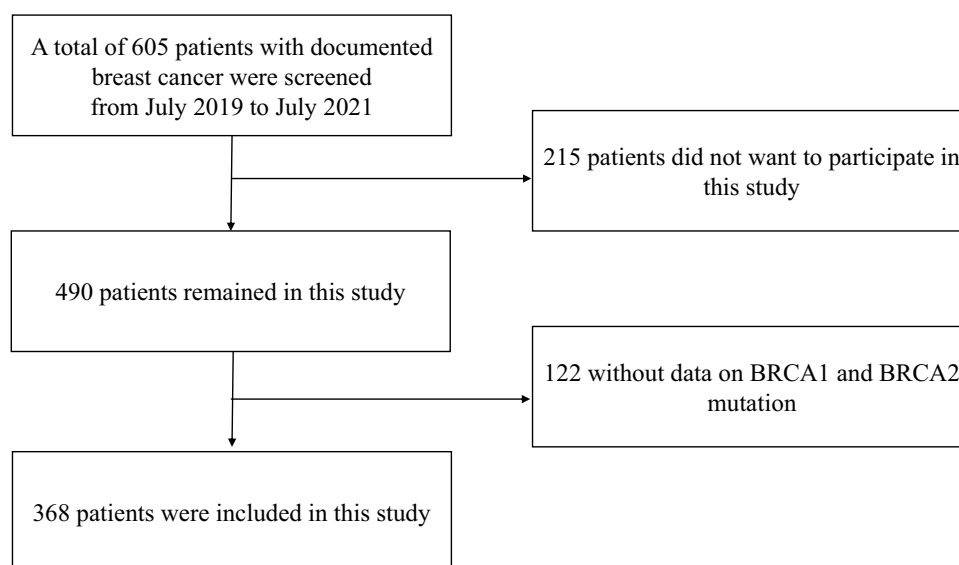 A total of 605 patients with documented
breast cancer were screened
from July 2019 to July 2021
215 patients did not want to participate in
this study
490 patients remained in this study
122 without data on BRCA1 and BRCA2
mutation
368 patients were included in this study